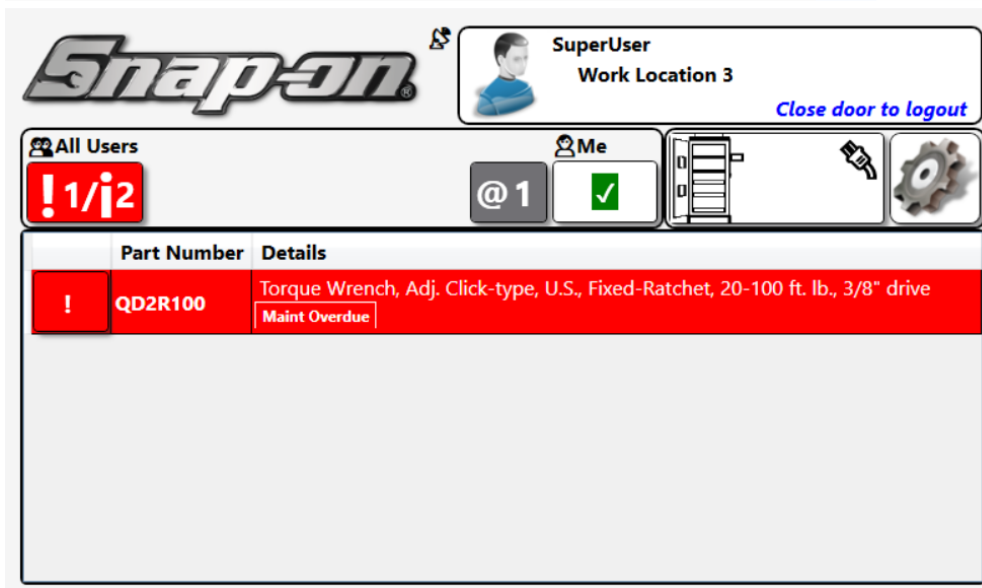 Snap-on
SuperUser
Work Location 3
Close door to logout
All Users
Me
!1/i2
@1
✓
Part Number Details
! QD2R100 Torque Wrench, Adj. Click-type, U.S., Fixed-Ratchet, 20-100 ft. lb., 3/8" drive
Maint Overdue